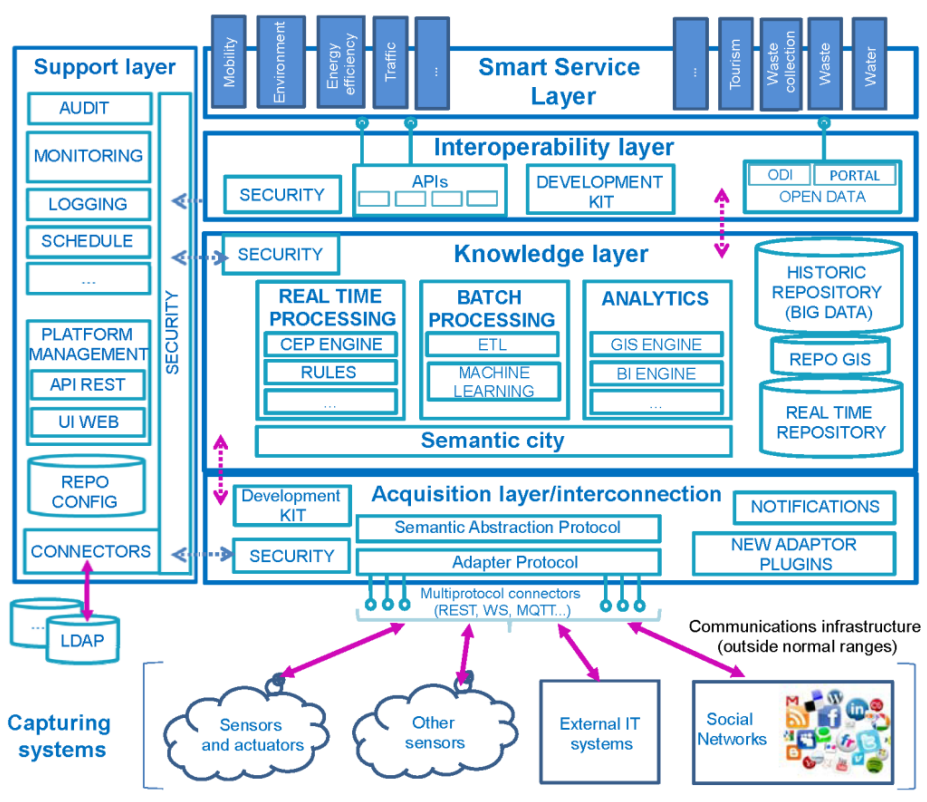 Support layer
AUDIT
MONITORING
LOGGING
SCHEDULE
...
PLATFORM
MANAGEMENT
API REST
UI WEB
REPO
CONFIG
CONNECTORS
SECURITY
...
LDAP
Mobility
Environment
Energy
efficiency
Traffic
...
Smart Service
Layer
...
Tourism
Waste
collection
Waste
Water
Interoperability layer
SECURITY
APIs
DEVELOPMENT
KIT
ODI
PORTAL
OPEN DATA
SECURITY
Knowledge layer
REAL TIME
PROCESSING
CEP ENGINE
RULES
...
BATCH
PROCESSING
ETL
MACHINE
LEARNING
ANALYTICS
GIS ENGINE
BI ENGINE
...
HISTORIC
REPOSITORY
(BIG DATA)
REPO GIS
REAL TIME
REPOSITORY
Semantic city
Acquisition layer/interconnection
Development
KIT
SECURITY
Semantic Abstraction Protocol
Adapter Protocol
NOTIFICATIONS
NEW ADAPTOR
PLUGINS
Multiprotocol connectors
(REST, WS, MQTT...)
Communications infrastructure
(outside normal ranges)
Capturing
systems
Sensors
and actuators
Other
sensors
External IT
systems
Social
Networks